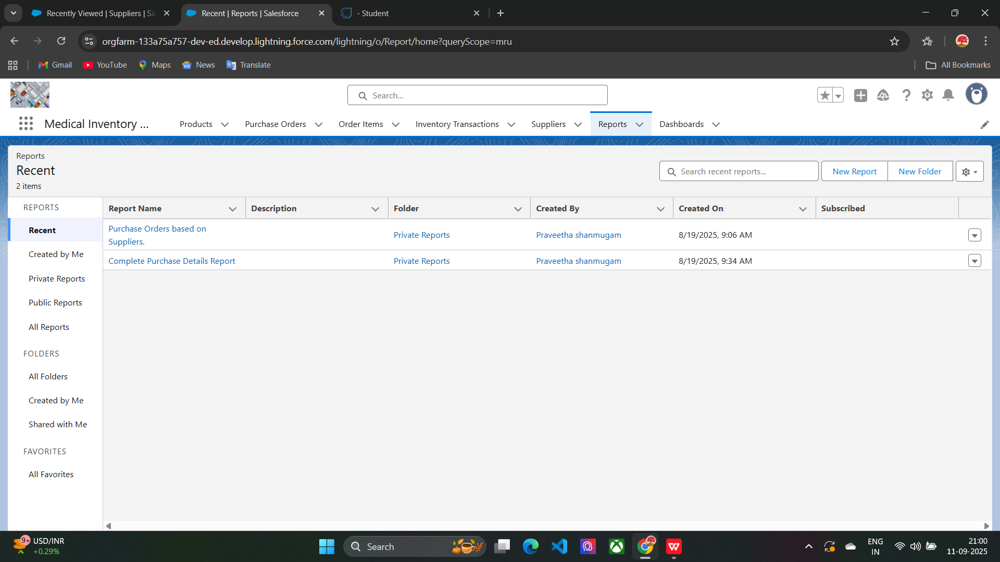 Recently Viewed | Suppliers | Sa
Recent | Reports | Salesforce
- Student
orgfarm-133a75a757-dev-ed.develop.lightning.force.com/lightning/o/Report/home?queryScope=mru
Gmail
YouTube
Maps
News
Translate
All Bookmarks
Search...
Medical Inventory ...
Products
Purchase Orders
Order Items
Inventory Transactions
Suppliers
Reports
Dashboards
Reports
Recent
2 items
Search recent reports...
New Report
New Folder
REPORTS
Recent
Created by Me
Private Reports
Public Reports
All Reports
FOLDERS
All Folders
Created by Me
Shared with Me
FAVORITES
All Favorites
Report Name
Description
Folder
Created By
Created On
Subscribed
Purchase Orders based on
Suppliers.
Private Reports
Praveetha shanmugam
8/19/2025, 9:06 AM
Complete Purchase Details Report
Private Reports
Praveetha shanmugam
8/19/2025, 9:34 AM
9+
USD/INR
+0.29%
Search
ENG
IN
21:00
11-09-2025